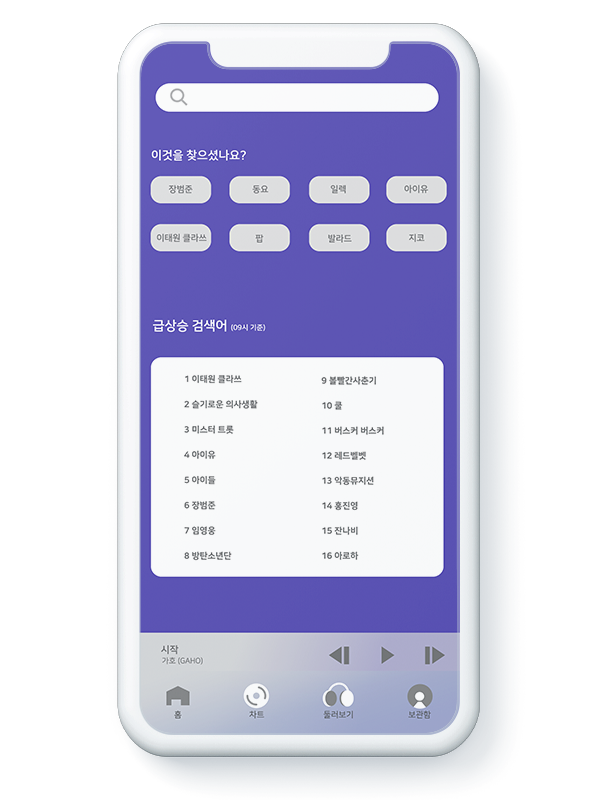 이것을 찾으셨나요?
장범준 동요 일렉 아이유
이태원 클라쓰 팝 발라드 지코
급상승 검색어 (09시 기준)
1 이태원 클라쓰
2 슬기로운 의사생활
3 미스터 트롯
4 아이유
5 아이들
6 장범준
7 임영웅
8 방탄소년단
9 볼빨간사춘기
10 쿨
11 버스커 버스커
12 레드벨벳
13 악동뮤지션
14 홍진영
15 잔나비
16 아로하
시작
가호 (GAHO)
홈 차트 둘러보기 보관함